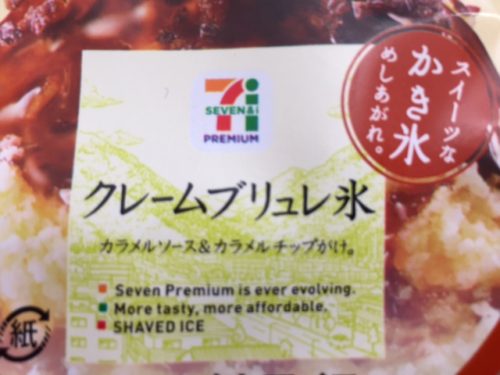 スイーツな
かき氷
めしあがれ。
SEVEN & i
PREMIUM
クレームブリュレ氷
カラメルソース&カラメルチップがけ。
Seven Premium is ever evolving.
More tasty, more affordable.
SHAVED ICE
紙